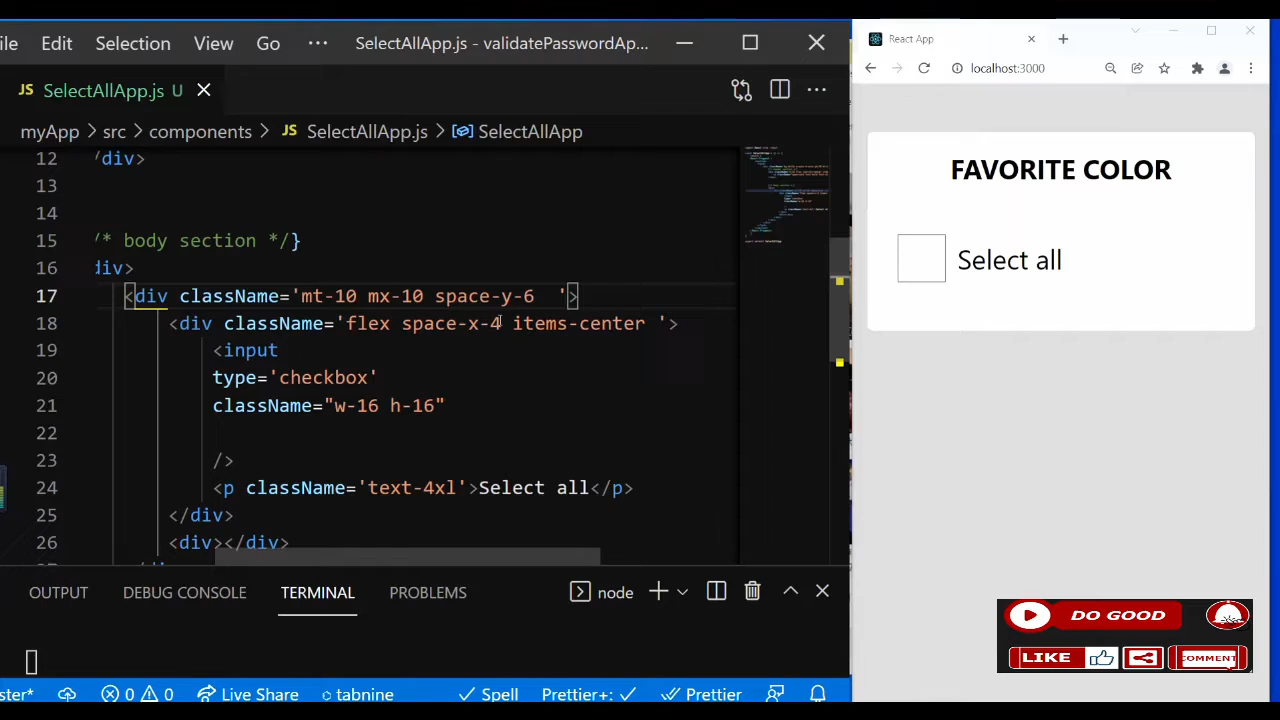 ile Edit Selection View Go ··· SelectAllApp.js - validatePasswordAp...
JS SelectAllApp.js U
myApp > src > components > JS SelectAllApp.js > SelectAllApp
12 /div>
13
14
15 /* body section */}
16 div>
17 <div className='mt-10 mx-10 space-y-6  '>
18 <div className='flex space-x-4 items-center '>
19 <input
20 type='checkbox'
21 className="w-16 h-16"
22
23 />
24 <p className='text-4xl'>Select all</p>
25 </div>
26 <div></div>
OUTPUT DEBUG CONSOLE TERMINAL PROBLEMS node
ster* 0 0 Live Share tabnine Spell Prettier+: Prettier
React App
localhost:3000
FAVORITE COLOR
Select all
DO GOOD
LIKE COMMENT